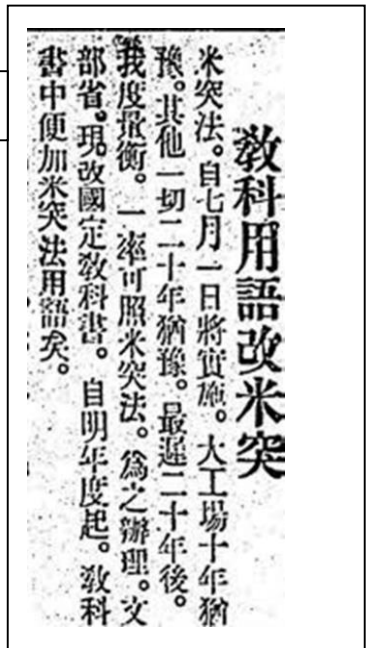 教科用語改米突
米突法。自七月一日將實施。大工場十年猶
豫。其他一切二十年猶豫。最遲二十年後。
我度量衡。一率可照米突法。爲之辦理。文
部省。現改國定教科書。自明年度起。教科
書中便加米突法用語矣。